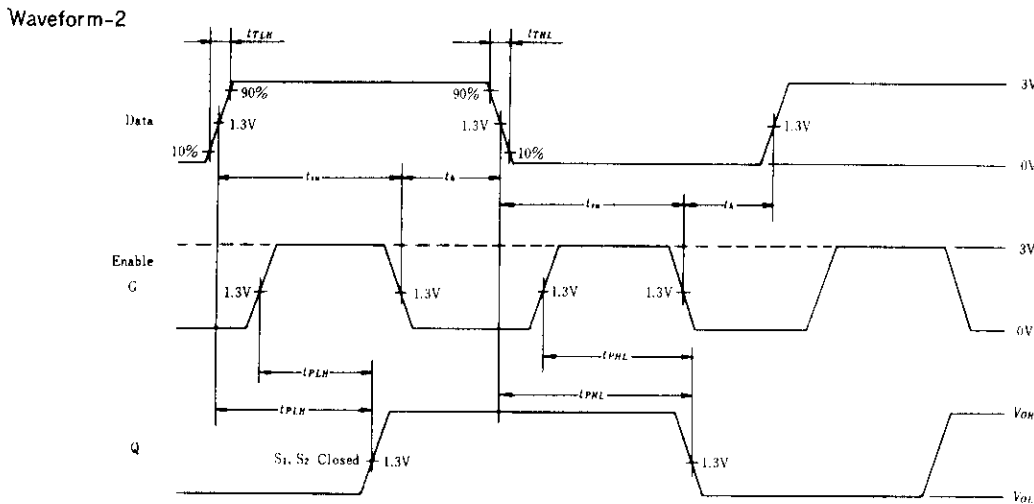 Waveform-2
tTLH
tTHL
90%
90%
3V
Data
1.3V
1.3V
1.3V
10%
10%
0V
tsu
th
tsu
th
Enable
G
3V
1.3V
1.3V
1.3V
1.3V
0V
tPLH
tPHL
tPLH
tPHL
VOH
Q
S1, S2 Closed
1.3V
1.3V
VOL